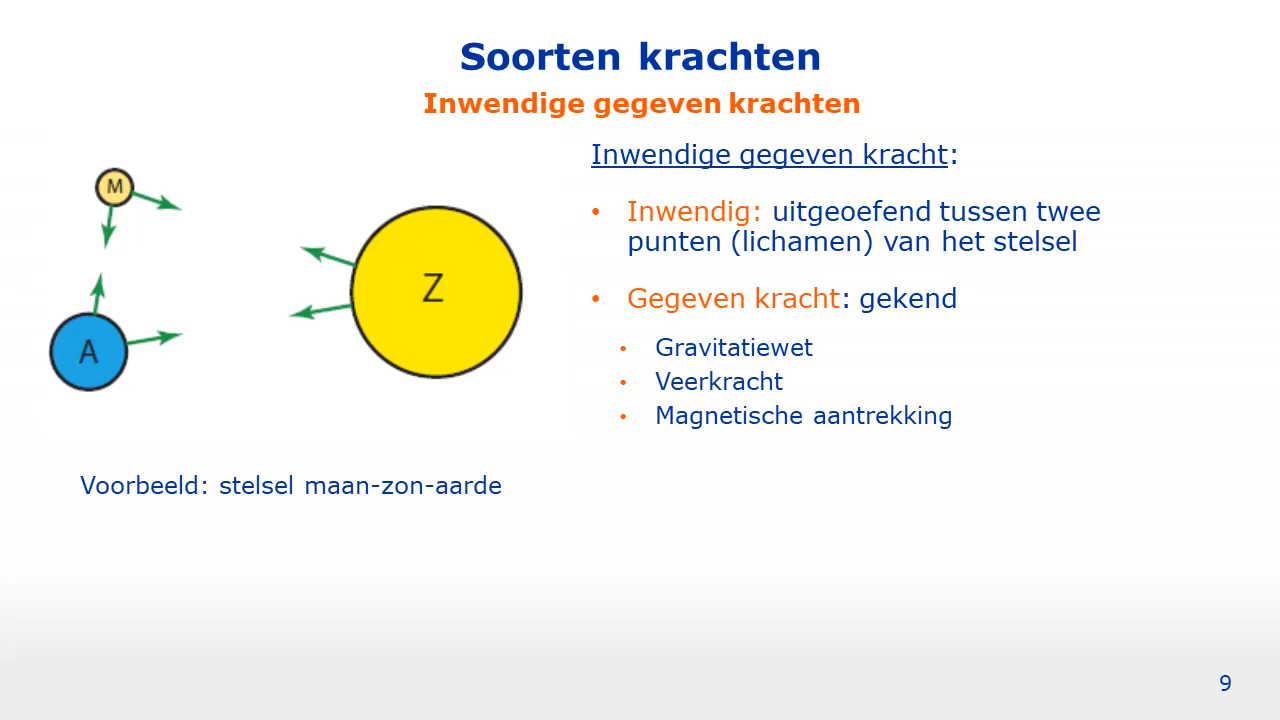 Soorten krachten
Inwendige gegeven krachten
Inwendige gegeven kracht:
• Inwendig: uitgeoefend tussen twee
punten (lichamen) van het stelsel
• Gegeven kracht: gekend
• Gravitatiewet
• Veerkracht
• Magnetische aantrekking
M
Z
A
Voorbeeld: stelsel maan-zon-aarde
9